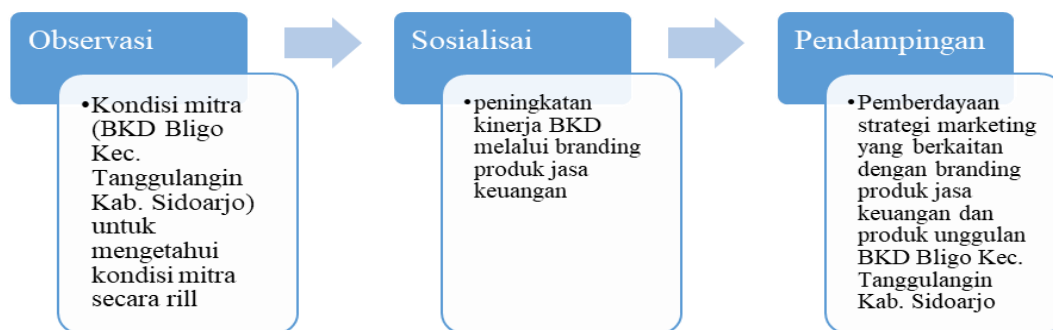 Observasi
•Kondisi mitra
(BKD Bligo
Kec.
Tanggulangin
Kab. Sidoarjo)
untuk
mengetahui
kondisi mitra
secara rill
Sosialisai
•peningkatan
kinerja BKD
melalui branding
produk jasa
keuangan
Pendampingan
•Pemberdayaan
strategi marketing
yang berkaitan
dengan branding
produk jasa
keuangan dan
produk unggulan
BKD Bligo Kec.
Tanggulangin
Kab. Sidoarjo